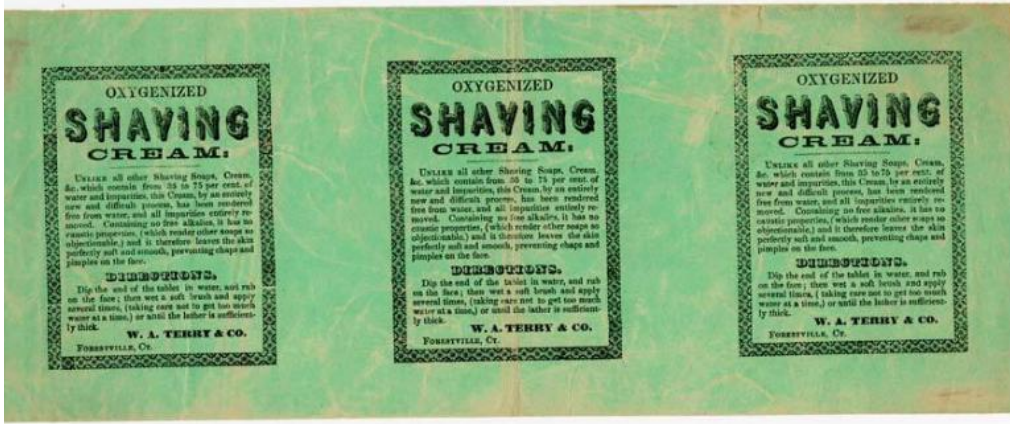 OXYGENIZED
SHAVING
CREAM:
UNLIKE all other Shaving Soaps, Cream,
&c. which contain from 35 to 75 per cent. of
water and impurities, this Cream, by an entirely
new and difficult process, has been rendered
free from water, and all impurities entirely re-
moved. Containing no free alkalies, it has no
caustic properties, (which render other soaps so
objectionable,) and it therefore leaves the skin
perfectly soft and smooth, preventing chaps and
pimples on the face.
DIRECTIONS.
Dip the end of the tablet in water, and rub
on the face; then wet a soft brush and apply
several times, (taking care not to get too much
water at a time,) or until the lather is sufficient-
ly thick.
W. A. TERRY & CO.
FORESTVILLE, CT.
OXYGENIZED
SHAVING
CREAM:
UNLIKE all other Shaving Soaps, Cream,
&c. which contain from 35 to 75 per cent. of
water and impurities, this Cream, by an entirely
new and difficult process, has been rendered
free from water, and all impurities entirely re-
moved. Containing no free alkalies, it has no
caustic properties, (which render other soaps so
objectionable,) and it therefore leaves the skin
perfectly soft and smooth, preventing chaps and
pimples on the face.
DIRECTIONS.
Dip the end of the tablet in water, and rub
on the face; then wet a soft brush and apply
several times, (taking care not to get too much
water at a time,) or until the lather is sufficient-
ly thick.
W. A. TERRY & CO.
FORESTVILLE, CT.
OXYGENIZED
SHAVING
CREAM:
UNLIKE all other Shaving Soaps, Cream,
&c. which contain from 35 to 75 per cent. of
water and impurities, this Cream, by an entirely
new and difficult process, has been rendered
free from water, and all impurities entirely re-
moved. Containing no free alkalies, it has no
caustic properties, (which render other soaps so
objectionable,) and it therefore leaves the skin
perfectly soft and smooth, preventing chaps and
pimples on the face.
DIRECTIONS.
Dip the end of the tablet in water, and rub
on the face; then wet a soft brush and apply
several times, (taking care not to get too much
water at a time,) or until the lather is sufficient-
ly thick.
W. A. TERRY & CO.
FORESTVILLE, CT.